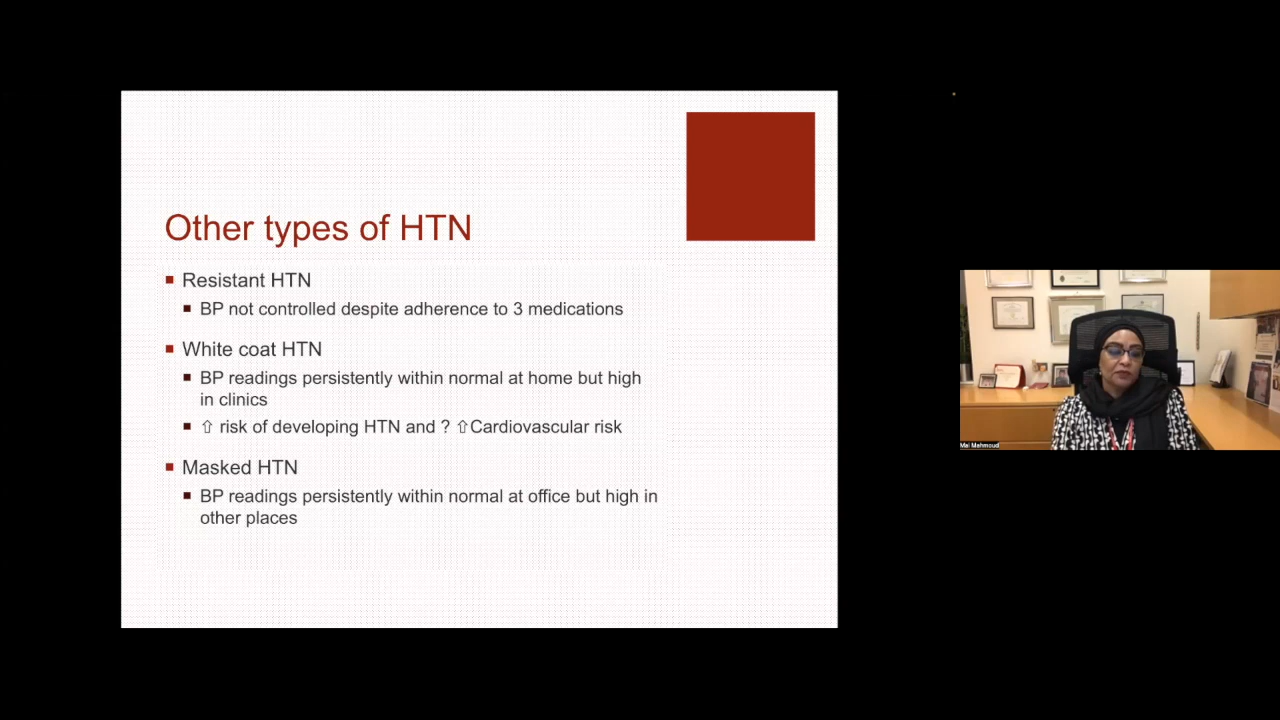 Other types of HTN
Resistant HTN
BP not controlled despite adherence to 3 medications
White coat HTN
BP readings persistently within normal at home but high
in clinics
⇧ risk of developing HTN and ? ⇧Cardiovascular risk
Masked HTN
BP readings persistently within normal at office but high in
other places
Mai Mahmoud